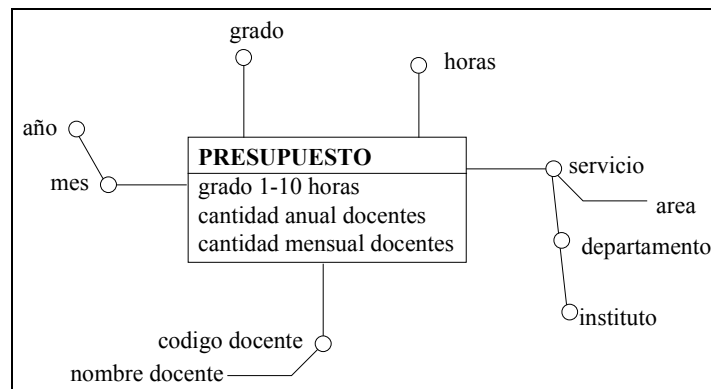 grado
horas
año
mes
PRESUPUESTO
grado 1-10 horas
cantidad anual docentes
cantidad mensual docentes
servicio
area
departamento
instituto
codigo docente
nombre docente